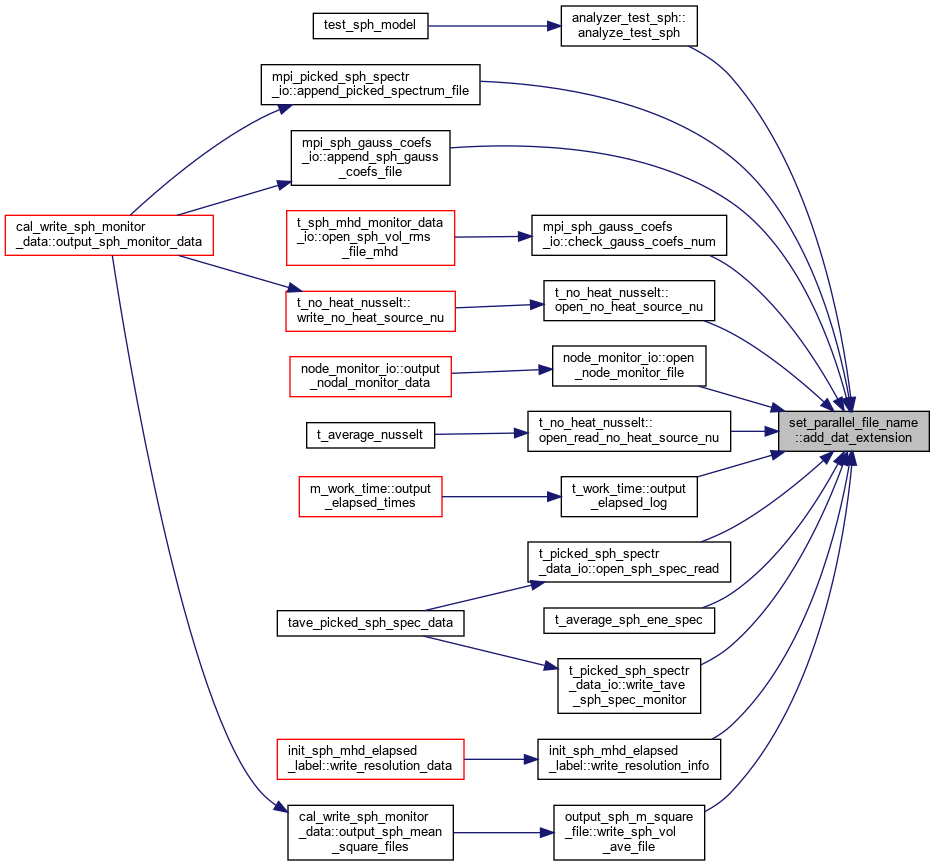 test_sph_model
analyzer_test_sph::
analyze_test_sph
mpi_picked_sph_spectr
_io::append_picked_spectrum_file
mpi_sph_gauss_coefs
_io::append_sph_gauss
_coefs_file
cal_write_sph_monitor
_data::output_sph_monitor_data
t_sph_mhd_monitor_data
_io::open_sph_vol_rms
_file_mhd
mpi_sph_gauss_coefs
_io::check_gauss_coefs_num
t_no_heat_nusselt::
write_no_heat_source_nu
t_no_heat_nusselt::
open_no_heat_source_nu
node_monitor_io::output
_nodal_monitor_data
node_monitor_io::open
_node_monitor_file
set_parallel_file_name
::add_dat_extension
t_average_nusselt
t_no_heat_nusselt::
open_read_no_heat_source_nu
m_work_time::output
_elapsed_times
t_work_time::output
_elapsed_log
t_picked_sph_spectr
_data_io::open_sph_spec_read
tave_picked_sph_spec_data
t_average_sph_ene_spec
t_picked_sph_spectr
_data_io::write_tave
_sph_spec_monitor
init_sph_mhd_elapsed
_label::write_resolution_data
init_sph_mhd_elapsed
_label::write_resolution_info
cal_write_sph_monitor
_data::output_sph_mean
_square_files
output_sph_m_square
_file::write_sph_vol
_ave_file